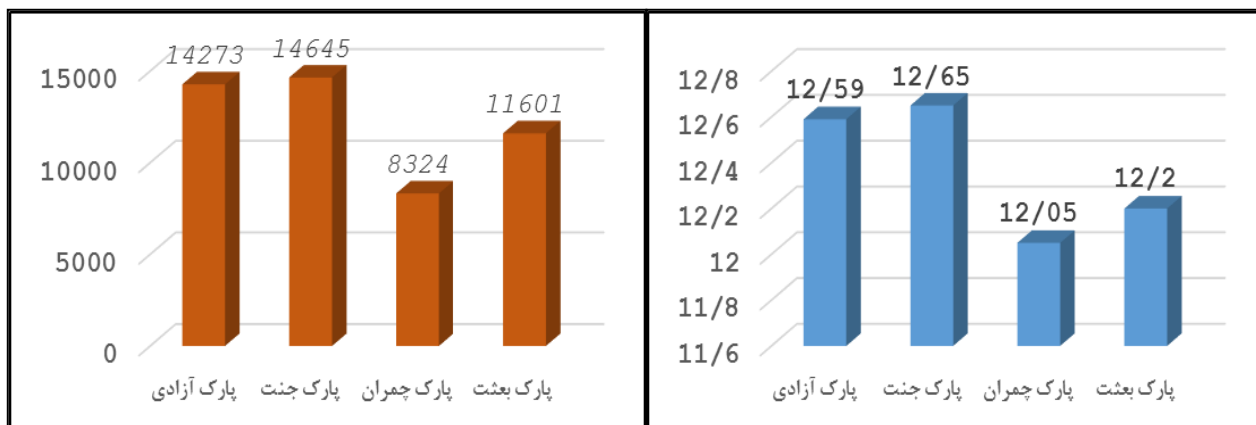 14273
14645
8324
11601
15000
10000
5000
0
پارک آزادی
پارک جنت
پارک چمران
پارک بعثت
12/59
12/65
12/05
12/2
12/8
12/6
12/4
12/2
12
11/8
11/6
پارک آزادی
پارک جنت
پارک چمران
پارک بعثت